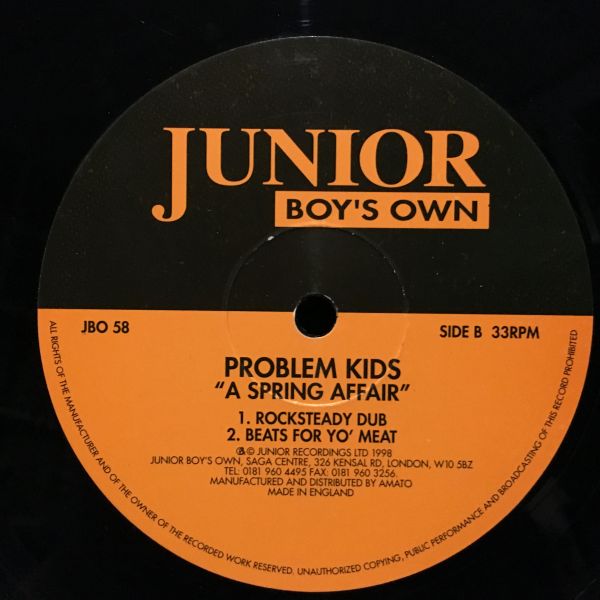 JUNIOR
BOY'S OWN
JBO 58
SIDE B 33RPM
PROBLEM KIDS
"A SPRING AFFAIR"
1. ROCKSTEADY DUB
2. BEATS FOR YO' MEAT
℗ © JUNIOR RECORDINGS LTD 1998
JUNIOR BOY'S OWN, SAGA CENTRE, 326 KENSAL RD, LONDON, W10 5BZ
TEL: 0181 960 4495 FAX: 0181 960 3256.
MANUFACTURED AND DISTRIBUTED BY AMATO
MADE IN ENGLAND
ALL RIGHTS OF THE MANUFACTURER AND OF THE OWNER OF THE RECORDED WORK RESERVED. UNAUTHORIZED COPYING, PUBLIC PERFORMANCE AND BROADCASTING OF THIS RECORD PROHIBITED